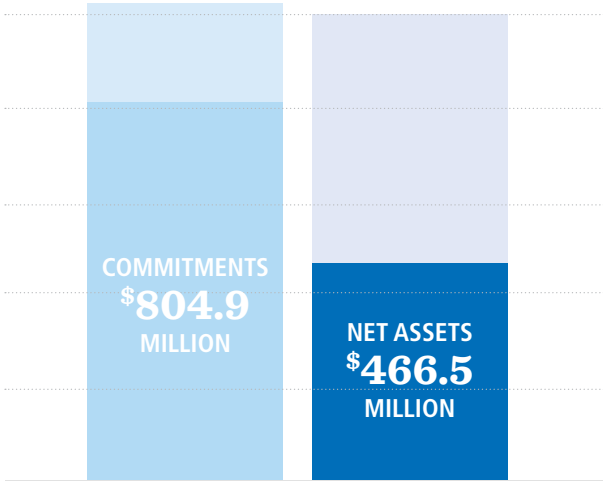 COMMITMENTS
$804.9
MILLION
NET ASSETS
$466.5
MILLION